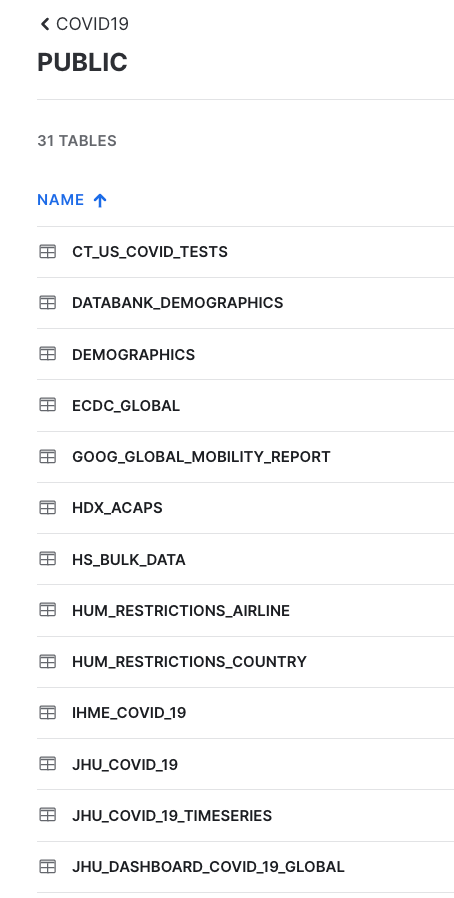 COVID19
PUBLIC
31 TABLES
NAME
CT_US_COVID_TESTS
DATABANK_DEMOGRAPHICS
DEMOGRAPHICS
ECDC_GLOBAL
GOOG_GLOBAL_MOBILITY_REPORT
HDX_ACAPS
HS_BULK_DATA
HUM_RESTRICTIONS_AIRLINE
HUM_RESTRICTIONS_COUNTRY
IHME_COVID_19
JHU_COVID_19
JHU_COVID_19_TIMESERIES
JHU_DASHBOARD_COVID_19_GLOBAL